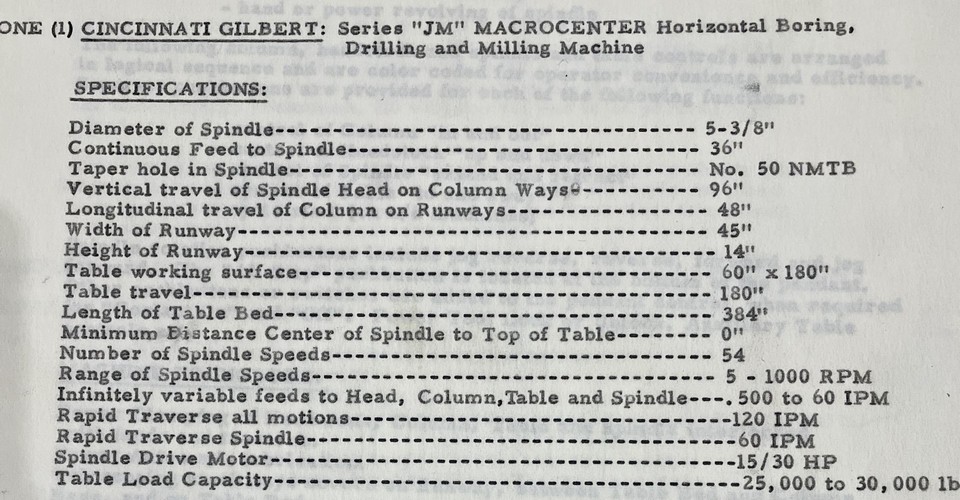 ONE (1) CINCINNATI GILBERT: Series "JM" MACROCENTER Horizontal Boring,
Drilling and Milling Machine
SPECIFICATIONS:
Diameter of Spindle------------------------------------ 5-3/8"
Continuous Feed to Spindle------------------------------ 36"
Taper hole in Spindle----------------------------------- No. 50 NMTB
Vertical travel of Spindle Head on Column Ways---------- 96"
Longitudinal travel of Column on Runways---------------- 48"
Width of Runway----------------------------------------- 45"
Height of Runway---------------------------------------- 14"
Table working surface----------------------------------- 60" x 180"
Table travel-------------------------------------------- 180"
Length of Table Bed------------------------------------- 384"
Minimum Distance Center of Spindle to Top of Table------- 0"
Number of Spindle Speeds-------------------------------- 54
Range of Spindle Speeds--------------------------------- 5 - 1000 RPM
Infinitely variable feeds to Head, Column,Table and Spindle---.500 to 60 IPM
Rapid Traverse all motions------------------------------120 IPM
Rapid Traverse Spindle----------------------------------60 IPM
Spindle Drive Motor-------------------------------------15/30 HP
Table Load Capacity-------------------------------------25,000 to 30,000 lb